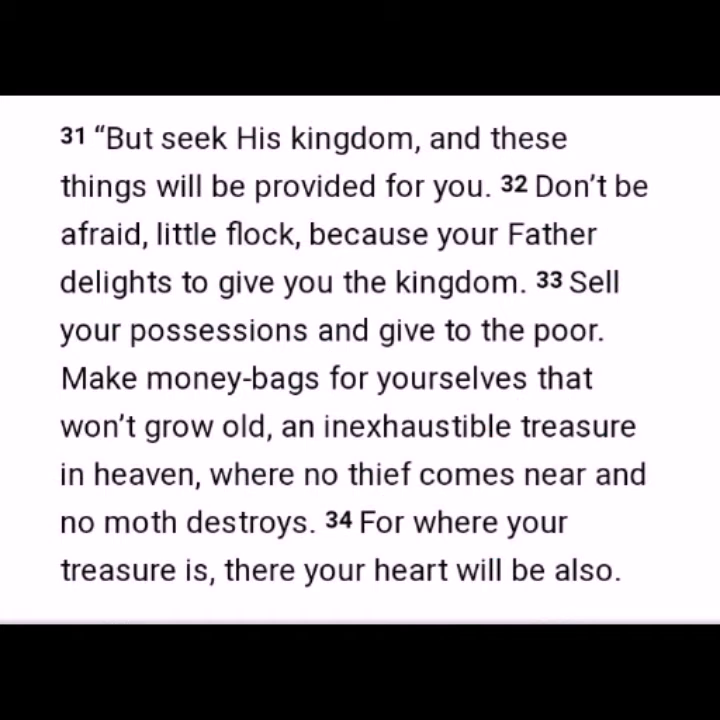 31 “But seek His kingdom, and these
things will be provided for you. 32 Don’t be
afraid, little flock, because your Father
delights to give you the kingdom. 33 Sell
your possessions and give to the poor.
Make money-bags for yourselves that
won’t grow old, an inexhaustible treasure
in heaven, where no thief comes near and
no moth destroys. 34 For where your
treasure is, there your heart will be also.